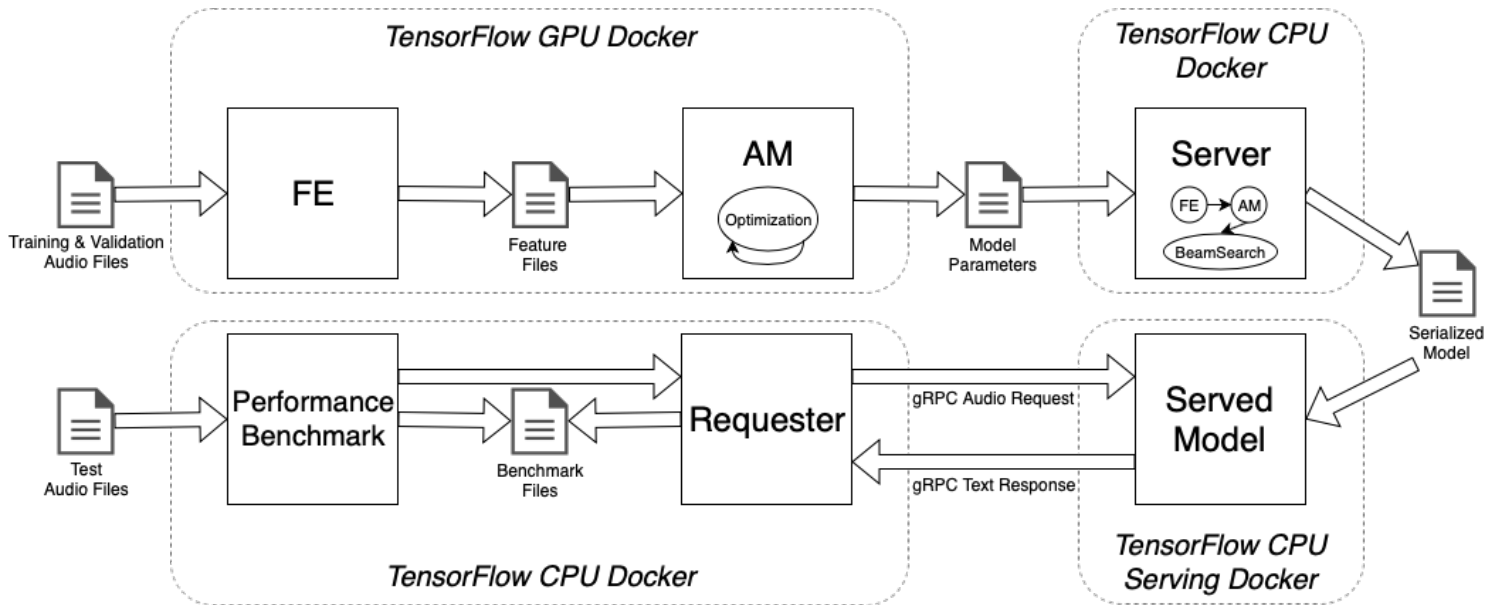 TensorFlow GPU Docker
TensorFlow CPU
Docker
FE
AM
Optimization
Server
FE
AM
BeamSearch
Training & Validation
Audio Files
Feature
Files
Model
Parameters
Serialized
Model
Performance
Benchmark
Requester
Served
Model
gRPC Audio Request
gRPC Text Response
Test
Audio Files
Benchmark
Files
TensorFlow CPU Docker
TensorFlow CPU
Serving Docker